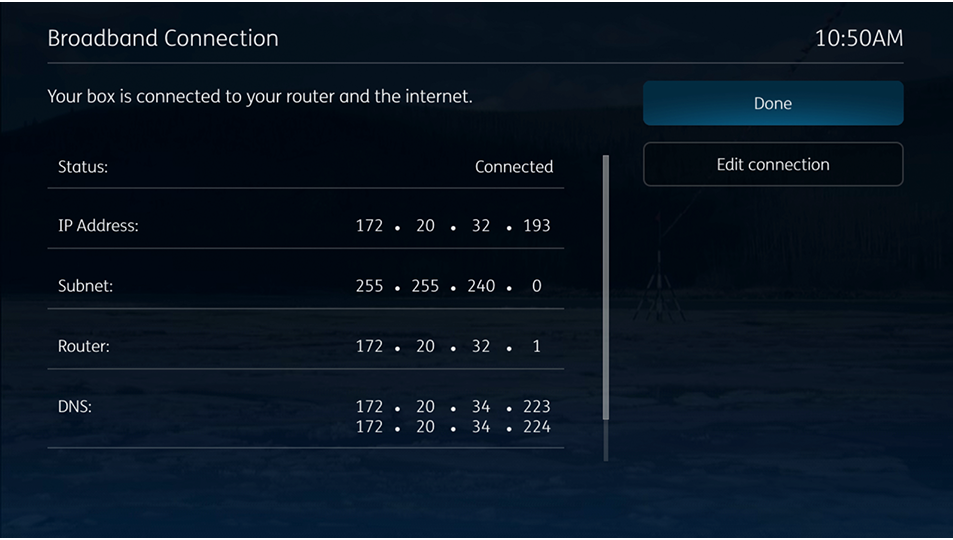 Broadband Connection 10:50AM
Your box is connected to your router and the internet.
Done
Edit connection
Status: Connected
IP Address: 172 . 20 . 32 . 193
Subnet: 255 . 255 . 240 . 0
Router: 172 . 20 . 32 . 1
DNS: 172 . 20 . 34 . 223
172 . 20 . 34 . 224